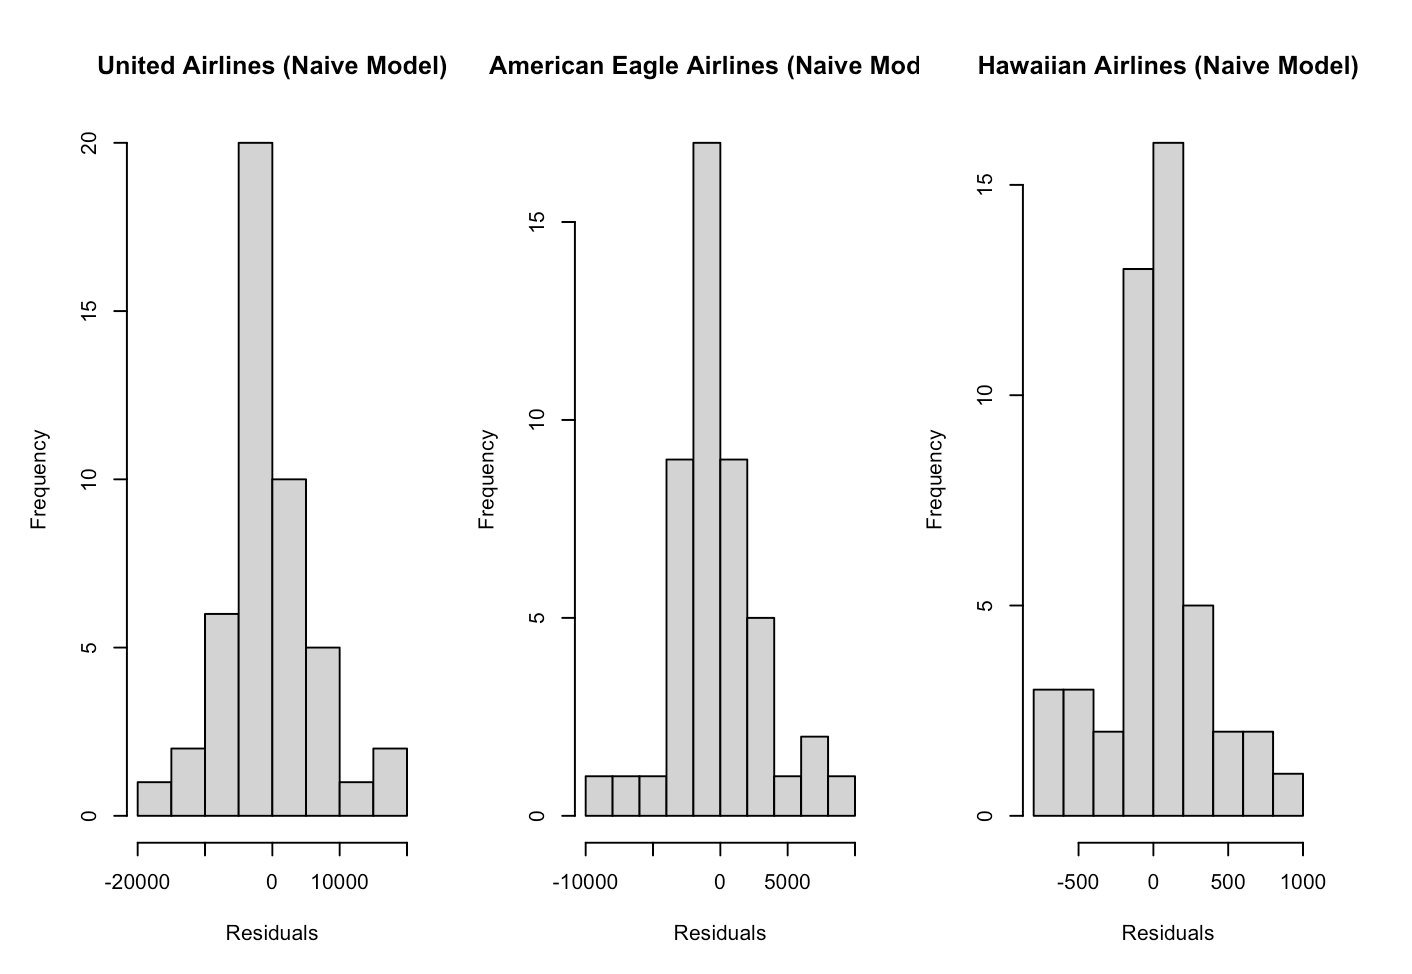 United Airlines (Naive Model)
20
15
10
5
0
Frequency
-20000 0 10000
Residuals
American Eagle Airlines (Naive Mod
15
10
5
0
Frequency
-10000 0 5000
Residuals
Hawaiian Airlines (Naive Model)
15
10
5
0
Frequency
-500 0 500 1000
Residuals